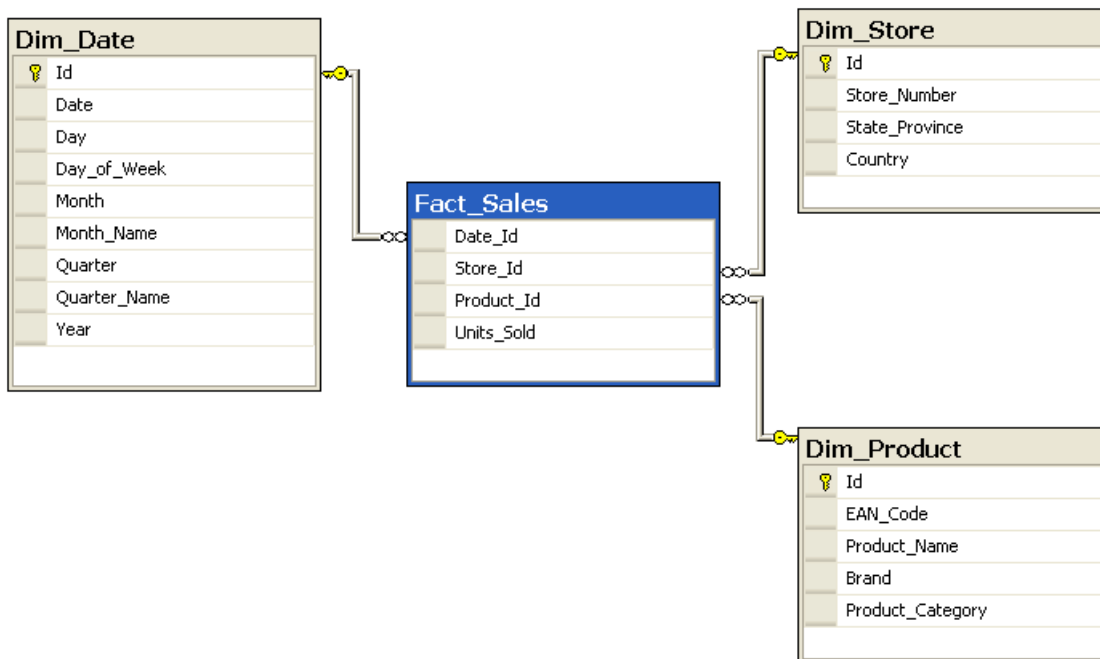 Dim_Date
Id
Date
Day
Day_of_Week
Month
Month_Name
Quarter
Quarter_Name
Year
Fact_Sales
Date_Id
Store_Id
Product_Id
Units_Sold
Dim_Store
Id
Store_Number
State_Province
Country
Dim_Product
Id
EAN_Code
Product_Name
Brand
Product_Category